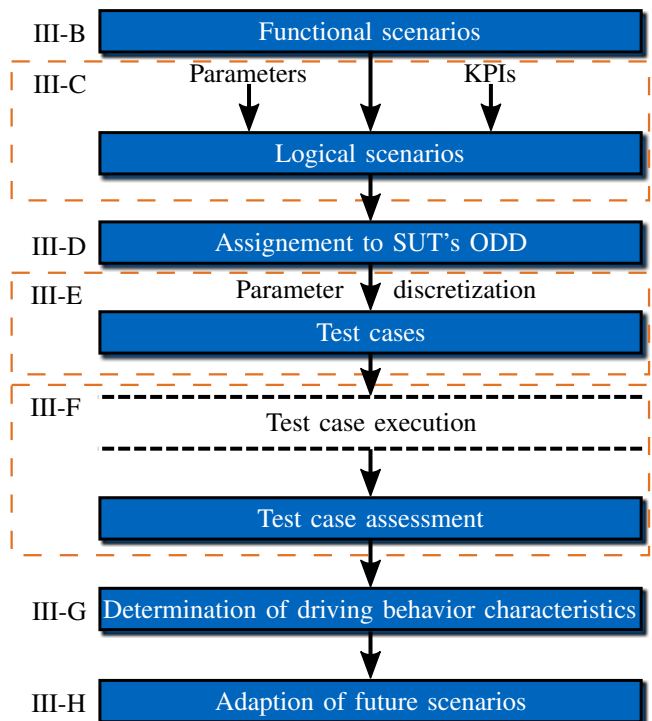 III-B Functional scenarios
III-C Parameters KPIs
Logical scenarios
III-D Assignement to SUT's ODD
III-E Parameter discretization
Test cases
III-F Test case execution
Test case assessment
III-G Determination of driving behavior characteristics
III-H Adaption of future scenarios